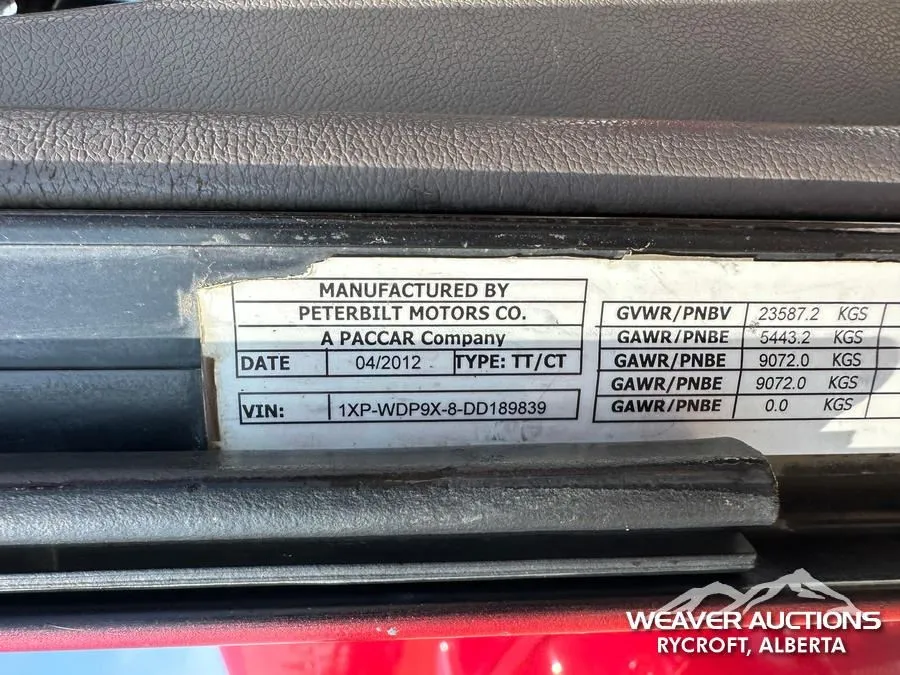 MANUFACTURED BY
PETERBILT MOTORS CO.
A PACCAR Company
DATE 04/2012 TYPE: TT/CT
VIN: 1XP-WDP9X-8-DD189839
GVWR/PNBV 23587.2 KGS
GAWR/PNBE 5443.2 KGS
GAWR/PNBE 9072.0 KGS
GAWR/PNBE 9072.0 KGS
GAWR/PNBE 0.0 KGS
WEAVER AUCTIONS
RYCROFT, ALBERTA